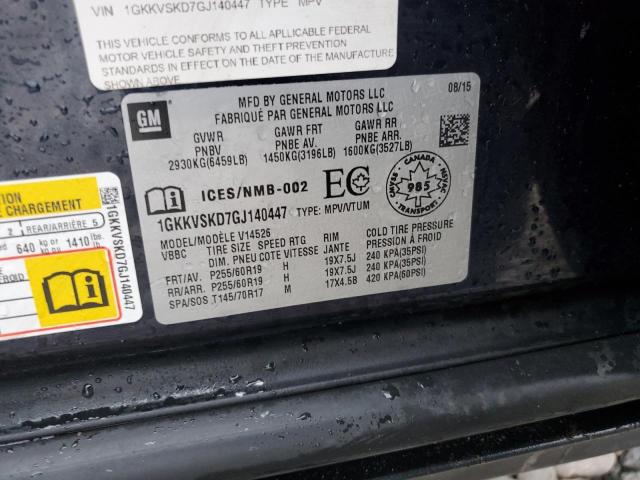 VIN 1GKKVSKD7GJ140447 TYPE MPV
THIS VEHICLE CONFORMS TO ALL APPLICABLE FEDERAL
MOTOR VEHICLE SAFETY AND THEFT PREVENTION
STANDARDS IN EFFECT ON THE DATE OF MANUFACTURE
SHOWN ABOVE
GM
MFD BY GENERAL MOTORS LLC
FABRIQUÉ PAR GENERAL MOTORS LLC
08/15
GVWR GAWR FRT GAWR RR
PNBV PNBE AV. PNBE ARR.
2930KG(6459LB) 1450KG(3196LB) 1600KG(3527LB)
ICES/NMB-002 EC
CANADA
985
1GKKVSKD7GJ140447 TYPE: MPV/VTUM
MODEL/MODÈLE V14526
VBBC TIRE SIZE SPEED RTG RIM COLD TIRE PRESSURE
DIM. PNEU COTE VITESSE JANTE PRESSION À FROID
FRT/AV. P255/60R19 H 19X7.5J 240 KPA(35PSI)
RR/ARR. P255/60R19 H 19X7.5J 240 KPA(35PSI)
SPA/SOS T145/70R17 M 17X4.5B 420 KPA(60PSI)
2 REAR/ARRIÈRE 5
640 kg or 1410 lb.
1GKKVSKD7GJ140447